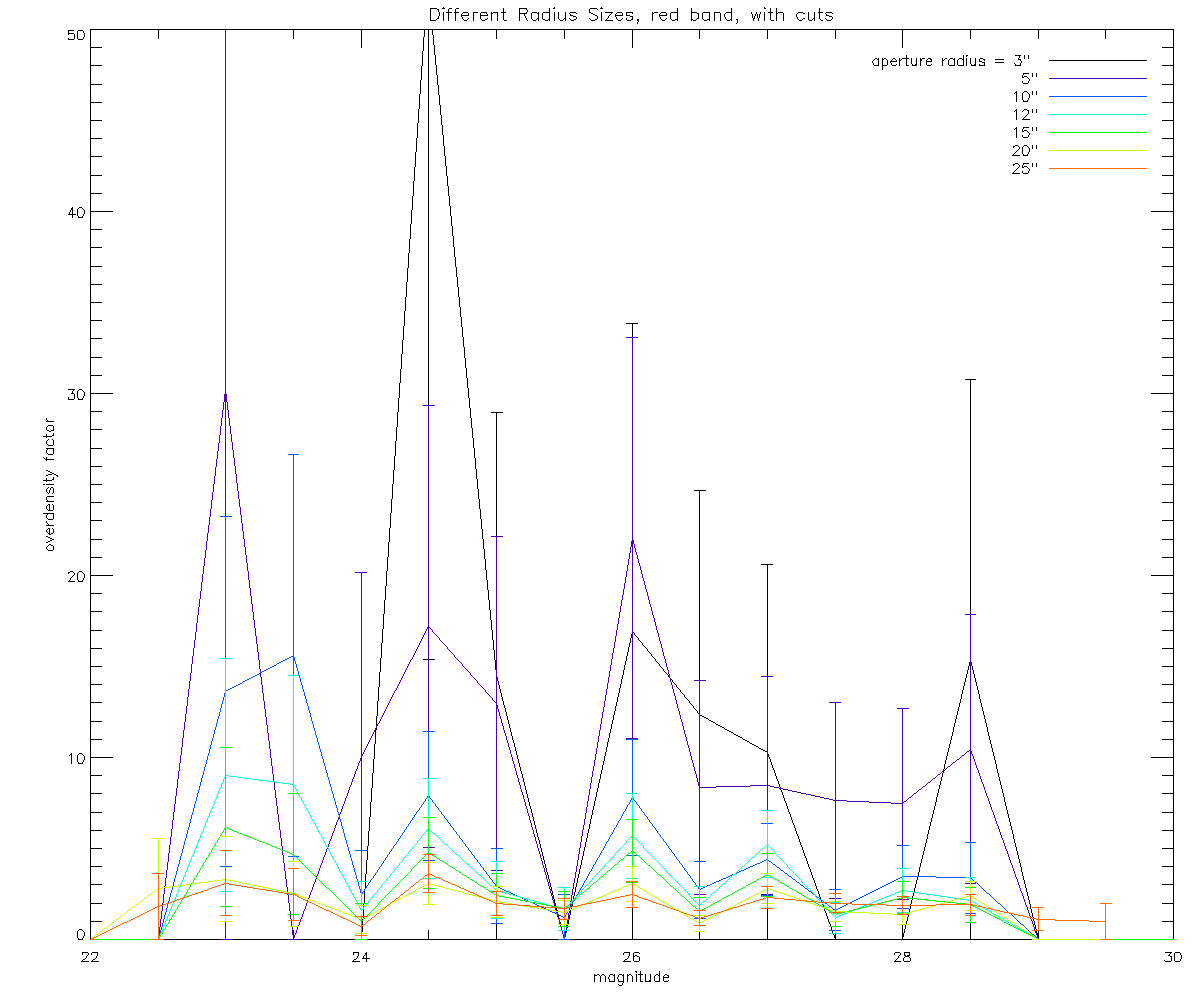 Different Radius Sizes, red band, with cuts
aperture radius = 3"
5"
10"
12"
15"
20"
25"
50
40
30
20
10
0
overdensity factor
22 24 26 28 30
magnitude